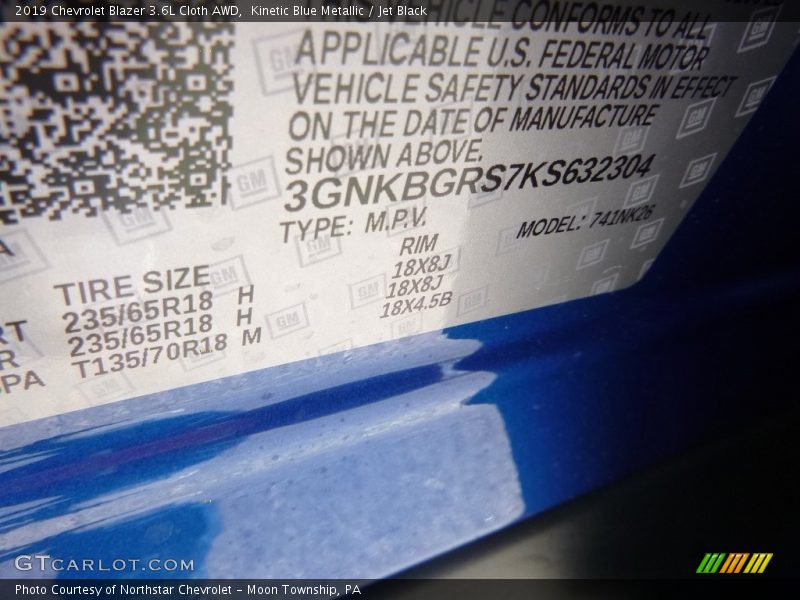 2019 Chevrolet Blazer 3.6L Cloth AWD, Kinetic Blue Metallic / Jet Black
VEHICLE CONFORMS TO ALL
APPLICABLE U.S. FEDERAL MOTOR
VEHICLE SAFETY STANDARDS IN EFFECT
ON THE DATE OF MANUFACTURE
SHOWN ABOVE.
3GNKBGRS7KS632304
TYPE: M.P.V. MODEL: 741NK26
TIRE SIZE RIM
235/65R18 H 18X8J
235/65R18 H 18X8J
T135/70R18 M 18X4.5B
GM
GTCARLOT.COM
Photo Courtesy of Northstar Chevrolet - Moon Township, PA